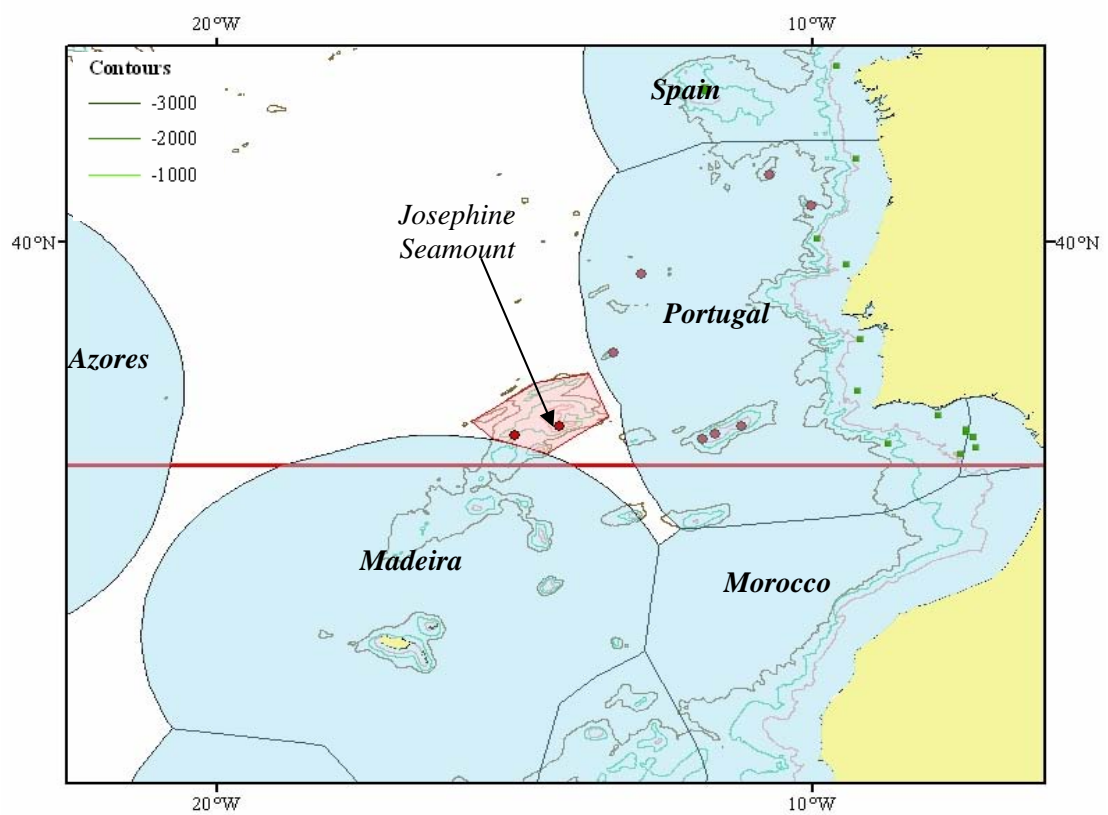 20°W 10°W
Contours
-3000
-2000
-1000
Spain
Josephine
Seamount
40°N 40°N
Portugal
Azores
Madeira
Morocco
20°W 10°W